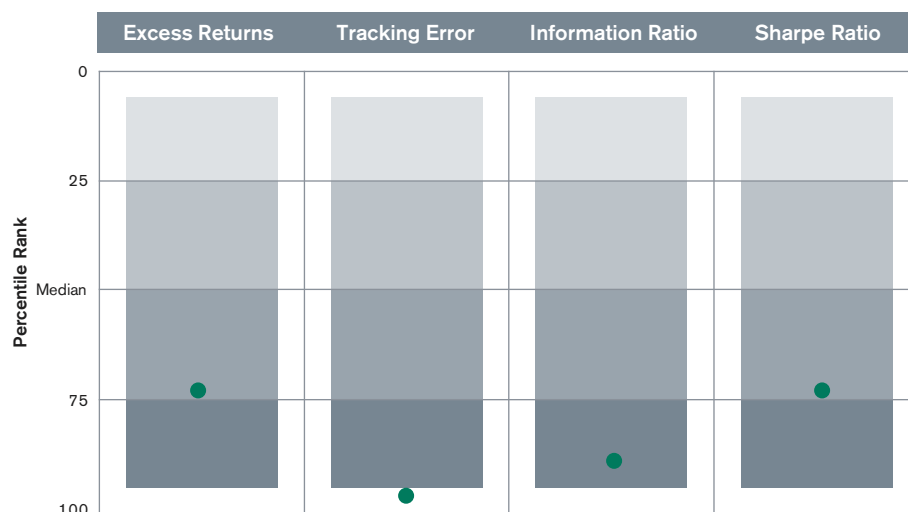 Excess Returns
Tracking Error
Information Ratio
Sharpe Ratio
0
25
Median
75
100
Percentile Rank